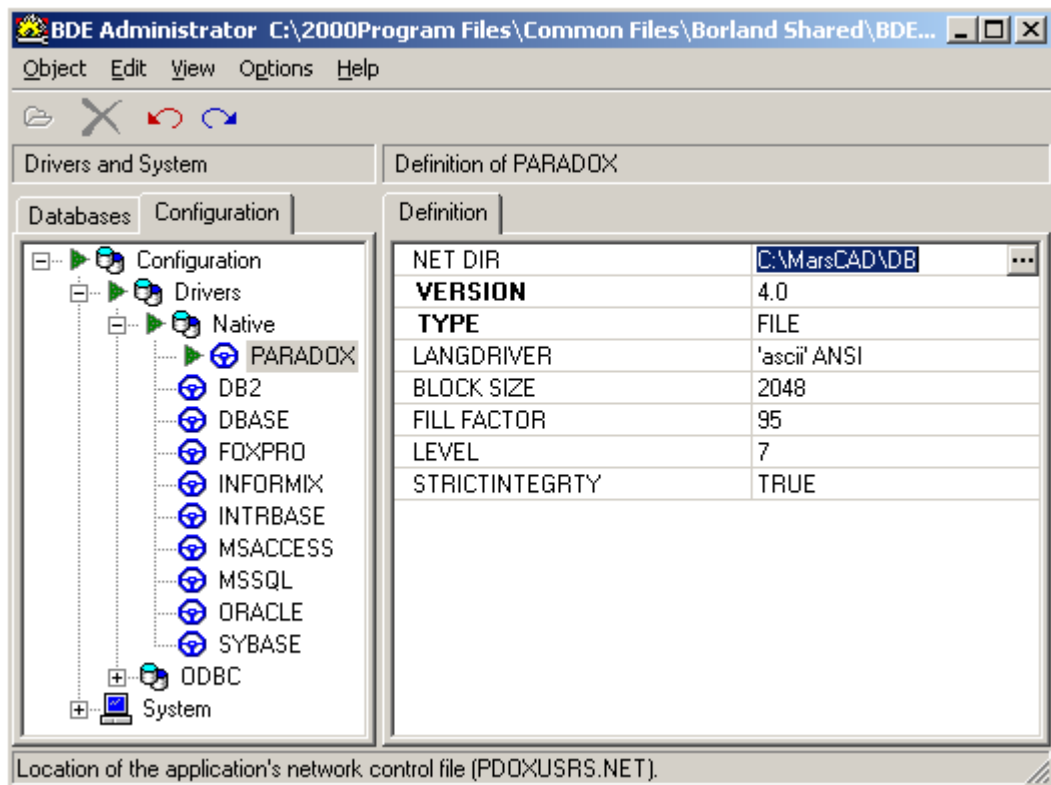 BDE Administrator C:\2000Program Files\Common Files\Borland Shared\BDE...
Object Edit View Options Help
Drivers and System
Definition of PARADOX
Databases Configuration
Definition
Configuration
Drivers
Native
PARADOX
DB2
DBASE
FOXPRO
INFORMIX
INTRBASE
MSACCESS
MSSQL
ORACLE
SYBASE
ODBC
System
NET DIR C:\MarsCAD\DB ...
VERSION 4.0
TYPE FILE
LANGDRIVER 'ascii' ANSI
BLOCK SIZE 2048
FILL FACTOR 95
LEVEL 7
STRICTINTEGRTY TRUE
Location of the application's network control file (PDOXUSRS.NET).